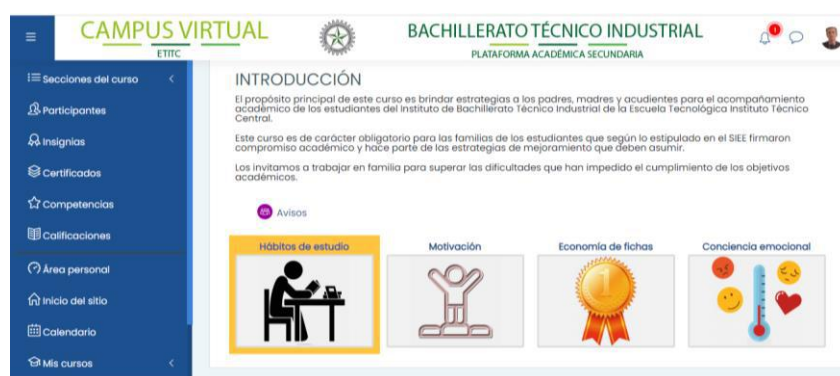 CAMPUS VIRTUAL
ETITC
BACHILLERATO TÉCNICO INDUSTRIAL
PLATAFORMA ACADÉMICA SECUNDARIA
Secciones del curso
Participantes
Insignias
Certificados
Competencias
Calificaciones
Área personal
Inicio del sitio
Calendario
Mis cursos
INTRODUCCIÓN
El propósito principal de este curso es brindar estrategias a los padres, madres y acudientes para el acompañamiento
académico de los estudiantes del Instituto de Bachillerato Técnico Industrial de la Escuela Tecnológica Instituto Técnico
Central.
Este curso es de carácter obligatorio para las familias de los estudiantes que según lo estipulado en el SIEE firmaron
compromiso académico y hace parte de las estrategias de mejoramiento que deben asumir.
Los invitamos a trabajar en familia para superar las dificultades que han impedido el cumplimiento de los objetivos
académicos.
Avisos
Hábitos de estudio
Motivación
Economía de fichas
Conciencia emocional
1